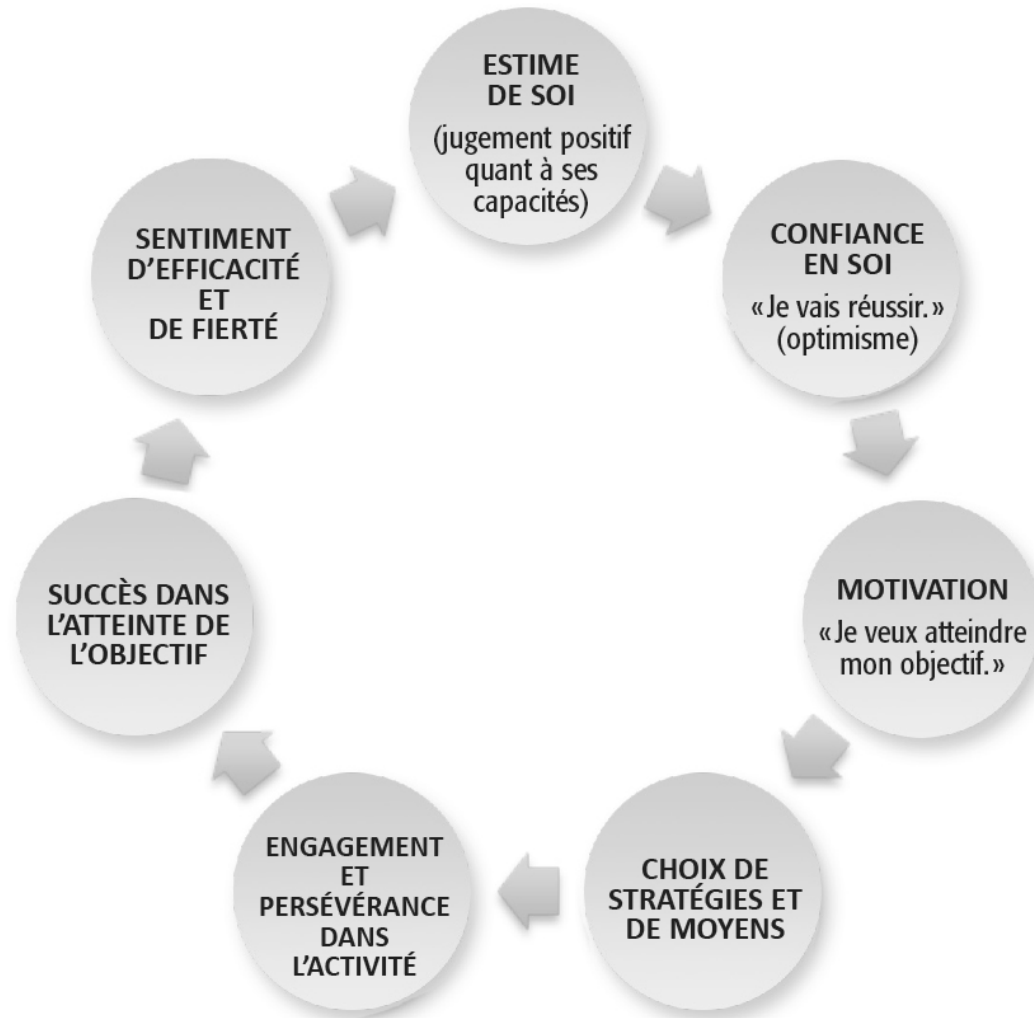 ESTIME
DE SOI
(jugement positif
quant à ses
capacités)
CONFIANCE
EN SOI
«Je vais réussir.»
(optimisme)
MOTIVATION
«Je veux atteindre
mon objectif.»
CHOIX DE
STRATÉGIES ET
DE MOYENS
ENGAGEMENT
ET
PERSÉVÉRANCE
DANS
L'ACTIVITÉ
SUCCÈS DANS
L'ATTEINTE DE
L'OBJECTIF
SENTIMENT
D'EFFICACITÉ
ET
DE FIERTÉ